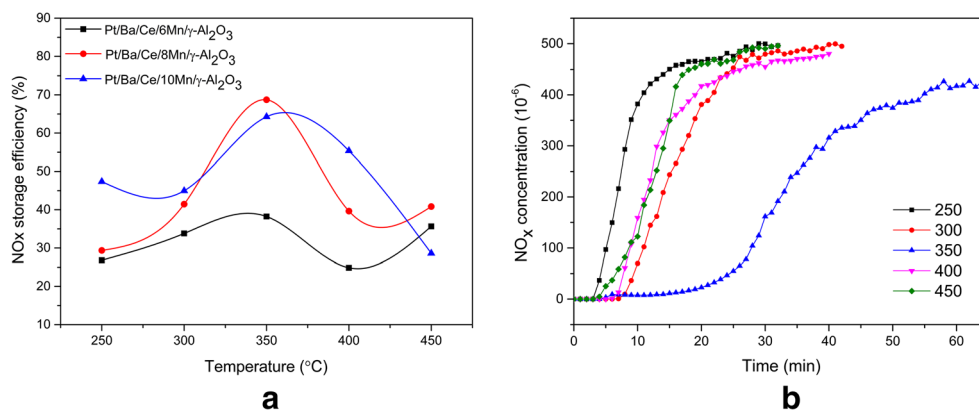 90
80
70
60
50
40
30
20
10
NOx storage efficiency (%)
Pt/Ba/Ce/6Mn/γ-Al₂O₃
Pt/Ba/Ce/8Mn/γ-Al₂O₃
Pt/Ba/Ce/10Mn/γ-Al₂O₃
250 300 350 400 450
Temperature (°C)
a
500
400
300
200
100
0
NOₓ concentration (10⁻⁶)
250
300
350
400
450
0 10 20 30 40 50 60
Time (min)
b